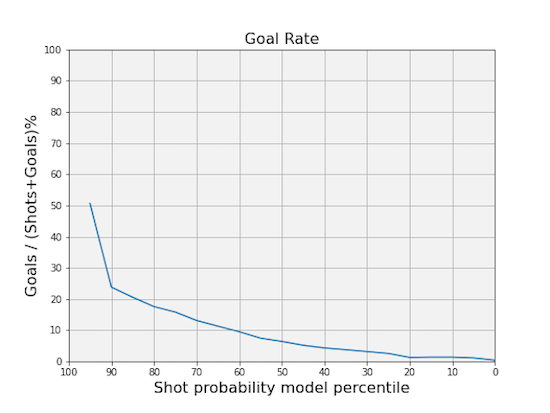 Goal Rate
Goals / (Shots+Goals)%
100
90
80
70
60
50
40
30
20
10
0
100 90 80 70 60 50 40 30 20 10 0
Shot probability model percentile